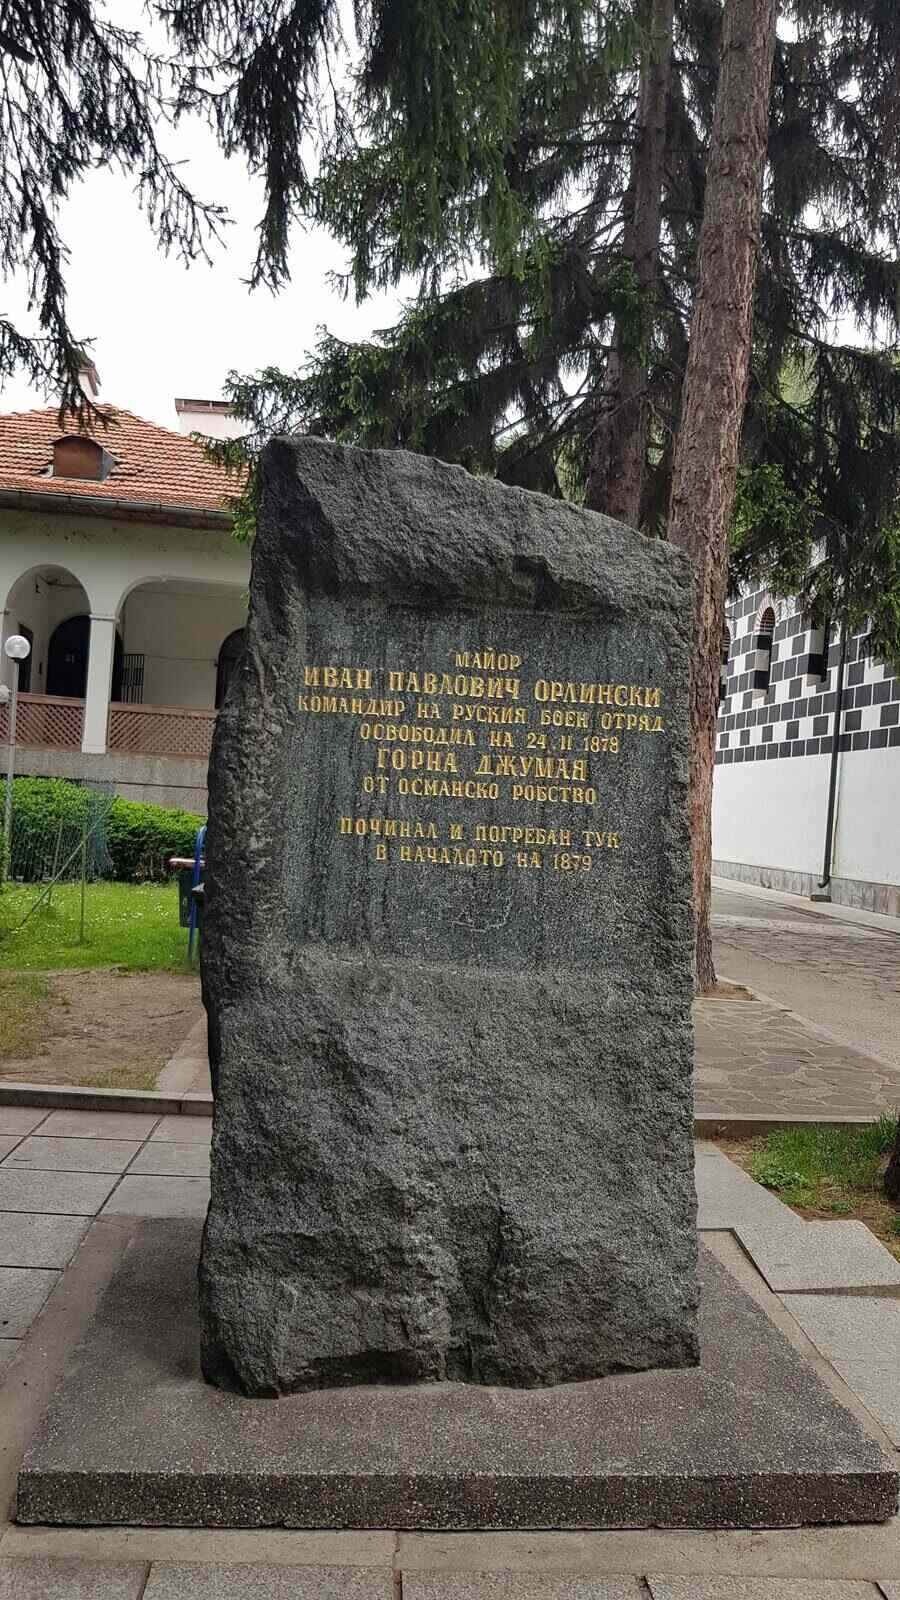 МАЙОР
ИВАН ПАВЛОВИЧ ОРЛИНСКИ
КОМАНДИР НА РУСКИЯ БОЕН ОТРЯД
ОСВОБОДИЛ НА 24 II 1878
ГОРНА ДЖУМАЯ
ОТ ОСМАНСКО РОБСТВО
ПОЧИНАЛ И ПОГРЕБАН ТУК
В НАЧАЛОТО НА 1879